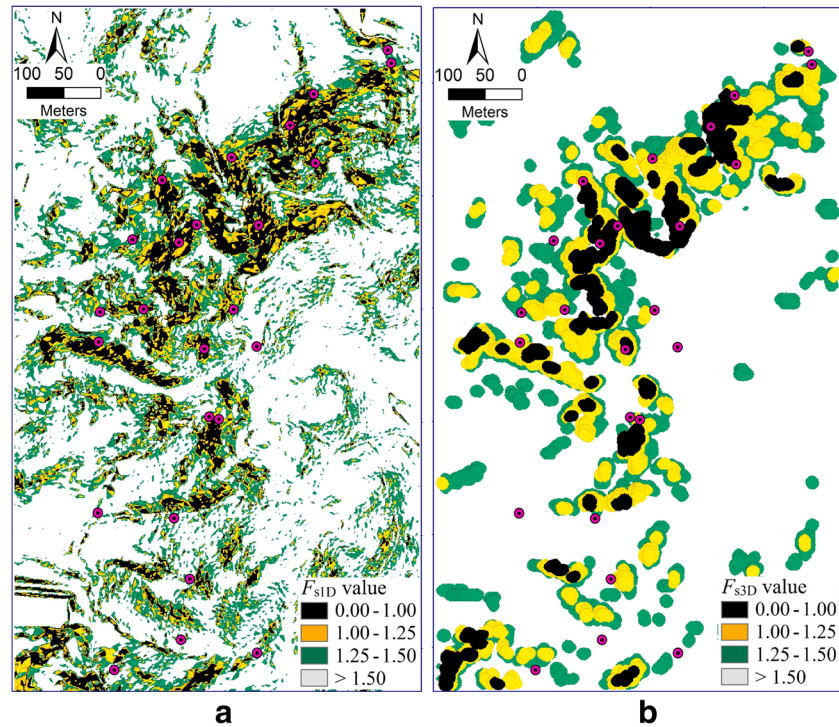 N
100 50 0
Meters
F_s1D value
0.00 - 1.00
1.00 - 1.25
1.25 - 1.50
> 1.50
a
N
100 50 0
Meters
F_s3D value
0.00 - 1.00
1.00 - 1.25
1.25 - 1.50
> 1.50
b